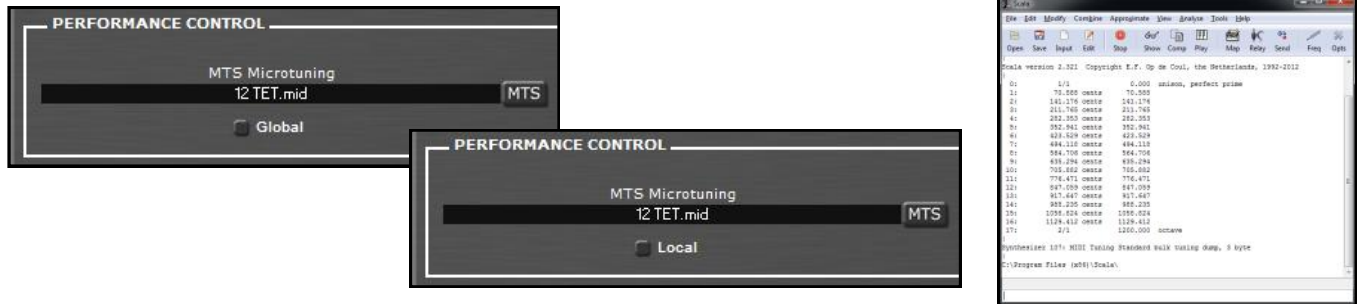 PERFORMANCE CONTROL
MTS Microtuning
12 TET.mid MTS
Global
PERFORMANCE CONTROL
MTS Microtuning
12 TET.mid MTS
Local
Scala
File Edit Modify Combine Approximate View Analyse Tools Help
Open Save Input Edit Stop Show Comp Play Map Relay Send Freq Opts
Scala version 2.321 Copyright E.F. Op de Coul, the Netherlands, 1992-2012
0: 1/1 0.000 unison, perfect prime
1: 70.588 cents 70.588
2: 141.176 cents 141.176
3: 211.765 cents 211.765
4: 282.353 cents 282.353
5: 352.941 cents 352.941
6: 423.529 cents 423.529
7: 494.118 cents 494.118
8: 564.706 cents 564.706
9: 635.294 cents 635.294
10: 705.882 cents 705.882
11: 776.471 cents 776.471
12: 847.059 cents 847.059
13: 917.647 cents 917.647
14: 988.235 cents 988.235
15: 1058.824 cents 1058.824
16: 1129.412 cents 1129.412
17: 2/1 1200.000 octave
Synthesizer 107: MIDI Tuning Standard bulk tuning dump, 3 byte
C:\Program Files (x86)\Scala\